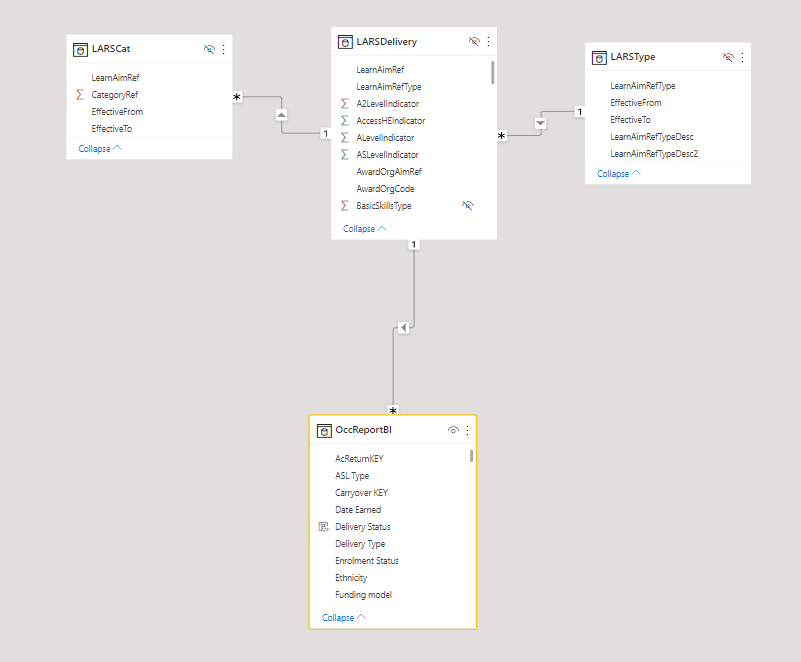 LARSCat
LearnAimRef
CategoryRef
EffectiveFrom
EffectiveTo
Collapse
*
1
LARSDelivery
LearnAimRef
LearnAimRefType
A2LevelIndicator
AccessHEIndicator
ALevelIndicator
ASLevelIndicator
AwardOrgAimRef
AwardOrgCode
BasicSkillsType
Collapse
*
1
LARSType
LearnAimRefType
EffectiveFrom
EffectiveTo
LearnAimRefTypeDesc
LearnAimRefTypeDesc2
Collapse
1
*
OccReportBI
AcReturnKEY
ASL Type
Carryover KEY
Date Earned
Delivery Status
Delivery Type
Enrolment Status
Ethnicity
Funding model
Collapse